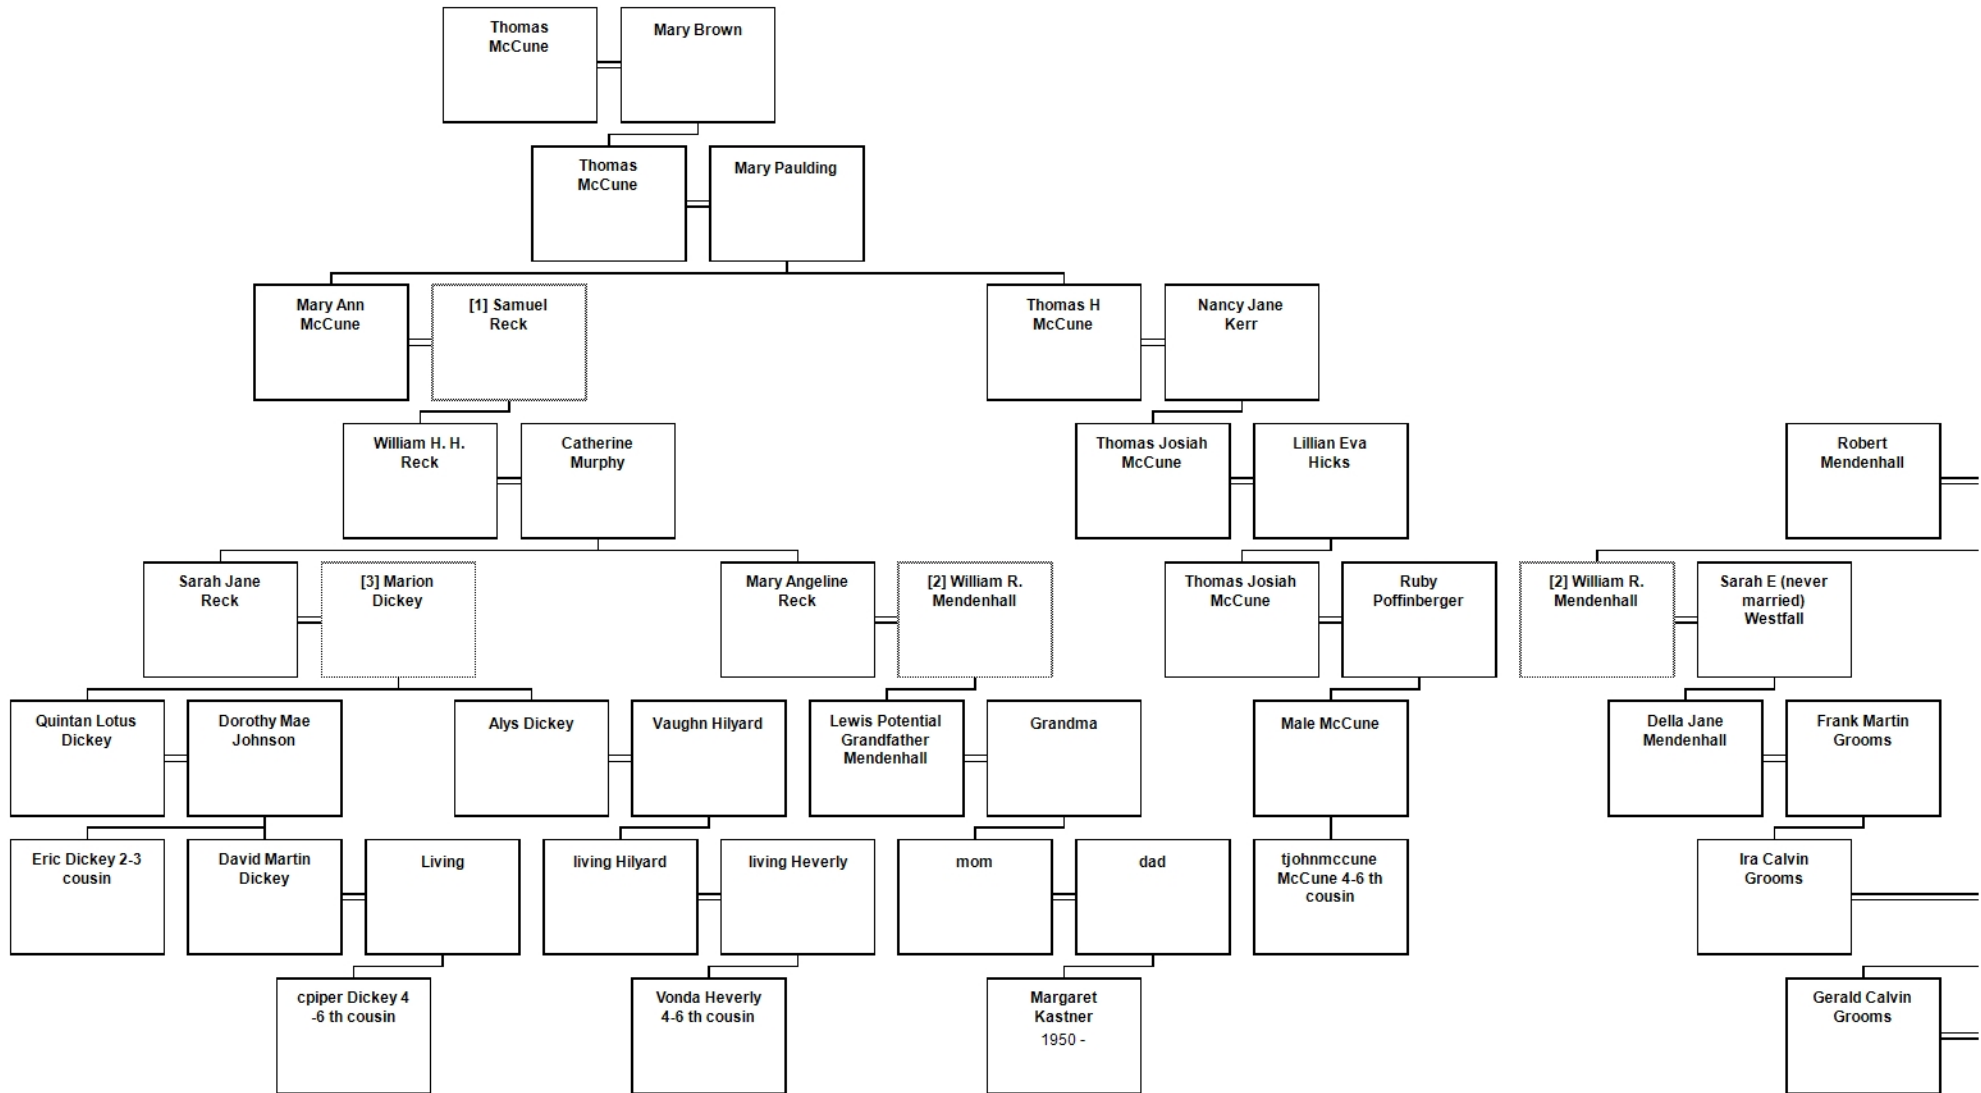 Thomas
McCune
Mary Brown
Thomas
McCune
Mary Paulding
Mary Ann
McCune
[1] Samuel
Reck
Thomas H
McCune
Nancy Jane
Kerr
William H. H.
Reck
Catherine
Murphy
Thomas Josiah
McCune
Lillian Eva
Hicks
Robert
Mendenhall
Sarah Jane
Reck
[3] Marion
Dickey
Mary Angeline
Reck
[2] William R.
Mendenhall
Thomas Josiah
McCune
Ruby
Poffinberger
[2] William R.
Mendenhall
Sarah E (never
married)
Westfall
Quintan Lotus
Dickey
Dorothy Mae
Johnson
Alys Dickey
Vaughn Hilyard
Lewis Potential
Grandfather
Mendenhall
Grandma
Male McCune
Della Jane
Mendenhall
Frank Martin
Grooms
Eric Dickey 2-3
cousin
David Martin
Dickey
Living
living Hilyard
living Heverly
mom
dad
tjohnmccune
McCune 4-6 th
cousin
Ira Calvin
Grooms
cpiper Dickey 4
-6 th cousin
Vonda Heverly
4-6 th cousin
Margaret
Kastner
1950 -
Gerald Calvin
Grooms